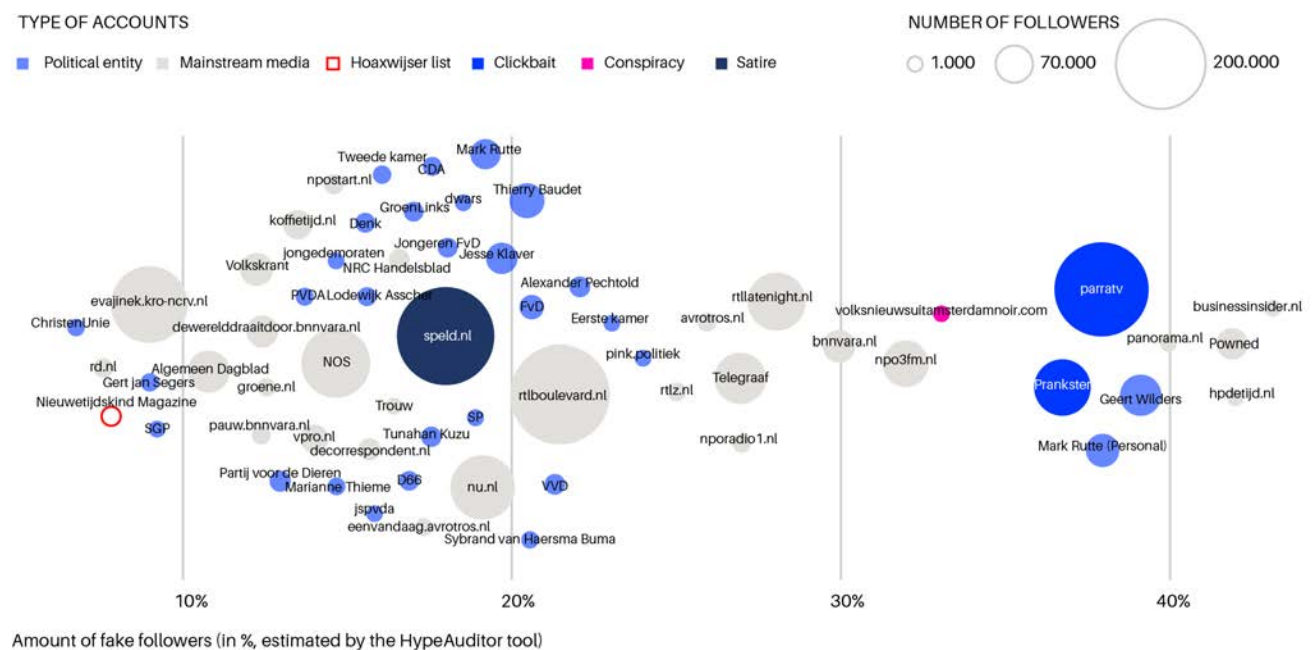 TYPE OF ACCOUNTS
NUMBER OF FOLLOWERS
Political entity
Mainstream media
Hoaxwijser list
Clickbait
Conspiracy
Satire
1.000
70.000
200.000
Mark Rutte
Tweede kamer
CDA
npostart.nl
Thierry Baudet
dwars
GroenLinks
koffietijd.nl
Denk
Jongeren FvD
jongedemoraten
Jesse Klaver
Volkskrant
NRC Handelsblad
Alexander Pechtold
parratv
PVDA
Lodewijk Asscher
rtllatenight.nl
evajinek.kro-ncrv.nl
FvD
businessinsider.nl
volksnieuwsuitamsterdamnoir.com
Eerste kamer
avrotros.nl
ChristenUnie
dewerelddraaitdoor.bnnvara.nl
speld.nl
panorama.nl
bnnvara.nl
Powned
pink.politiek
npo3fm.nl
NOS
rd.nl
Algemeen Dagblad
Telegraaf
Gert jan Segers
groene.nl
Prankster
rtlz.nl
hpdetijd.nl
rtlboulevard.nl
Geert Wilders
Nieuwetijdskind Magazine
Trouw
SP
pauw.bnnvara.nl
SGP
vpro.nl
Tunahan Kuzu
nporadio1.nl
decorrespondent.nl
Mark Rutte (Personal)
Partij voor de Dieren
D66
Marianne Thieme
nu.nl
VVD
jspvda
eenvandaag.avrotros.nl
Sybrand van Haersma Buma
10%
20%
30%
40%
Amount of fake followers (in %, estimated by the HypeAuditor tool)